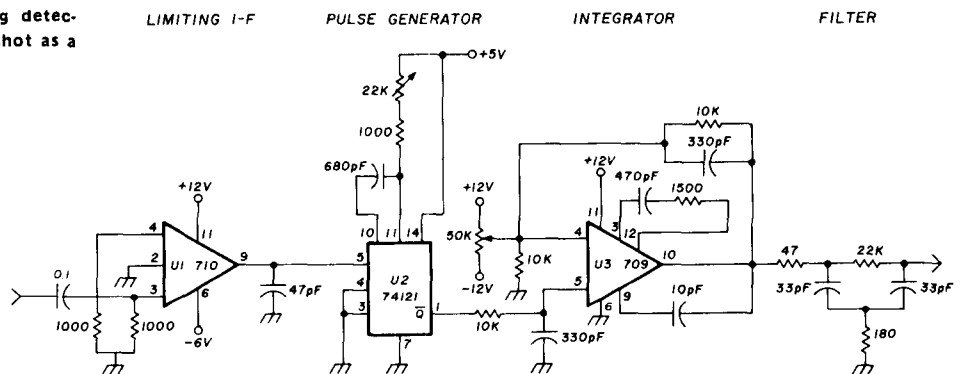 g detec-
hot as a
LIMITING I-F PULSE GENERATOR INTEGRATOR FILTER
+5V
22K
1000
680pF
10K
330pF
+12V
+12V
470pF
1500
+12V
3
12
11
10 11 14
4
11
50K
4
2
U1 710
9
5
U2
74121
10K
U3 709
10
47
22K
0.1
3
6
47pF
4
3
Q
1
-12V
5
6
9
10pF
33pF
33pF
1000
1000
-6V
7
10K
330pF
180